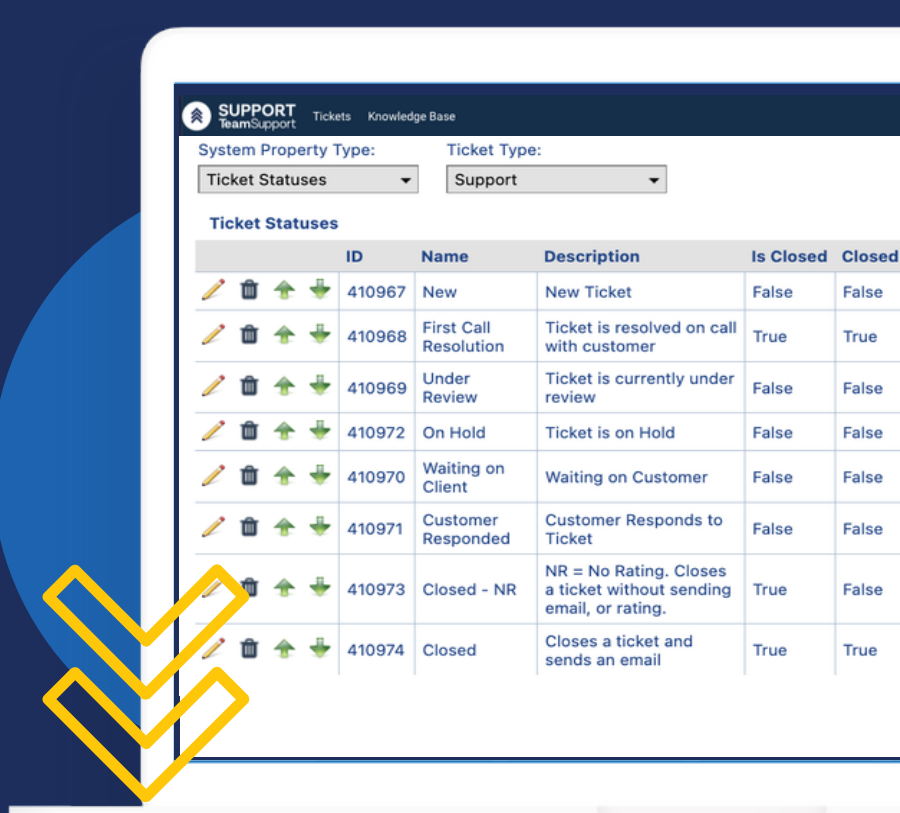 SUPPORT
TeamSupport
Tickets Knowledge Base
System Property Type: Ticket Type:
Ticket Statuses Support
Ticket Statuses
ID Name Description Is Closed Closed
410967 New New Ticket False False
410968 First Call Resolution Ticket is resolved on call with customer True True
410969 Under Review Ticket is currently under review False False
410972 On Hold Ticket is on Hold False False
410970 Waiting on Client Waiting on Customer False False
410971 Customer Responded Customer Responds to Ticket False False
410973 Closed - NR NR = No Rating. Closes a ticket without sending email, or rating. True False
410974 Closed Closes a ticket and sends an email True True